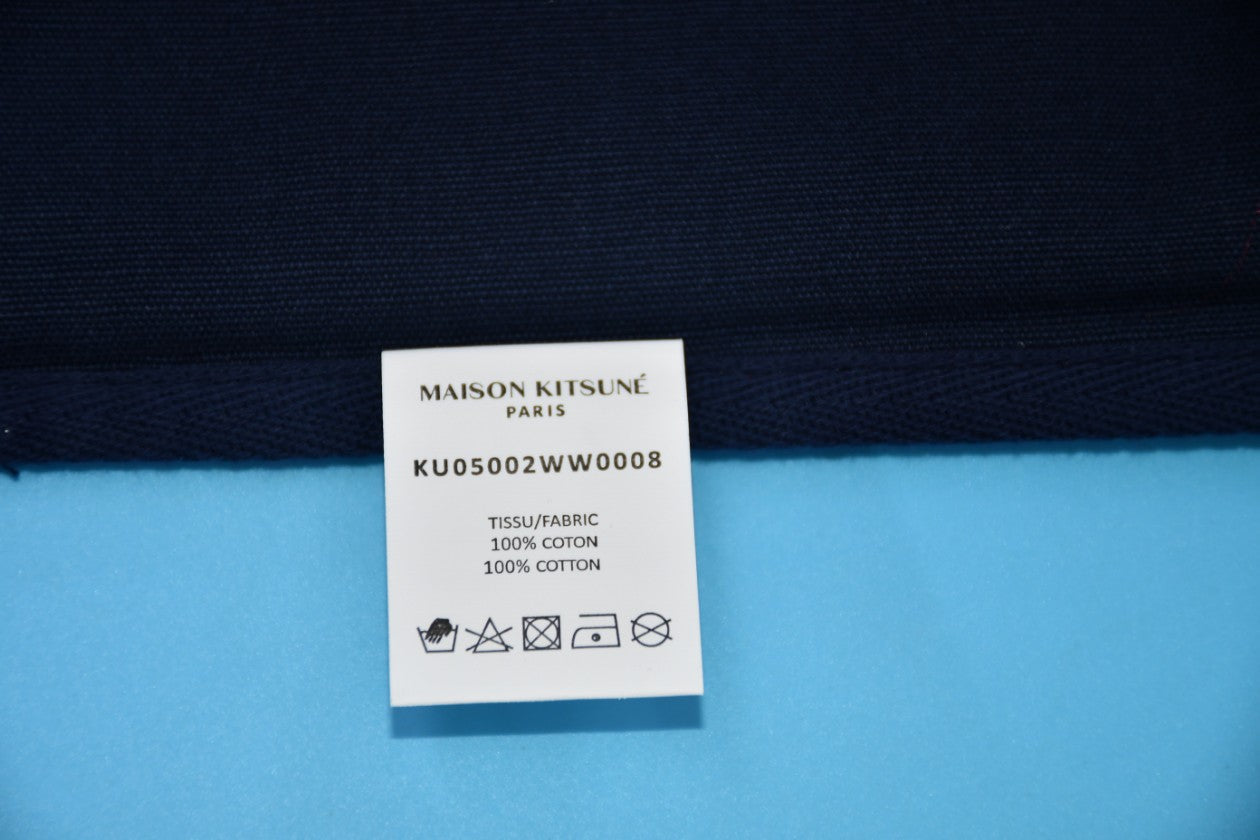 MAISON KITSUNÉ
PARIS
KU05002WW0008
TISSU/FABRIC
100% COTON
100% COTTON